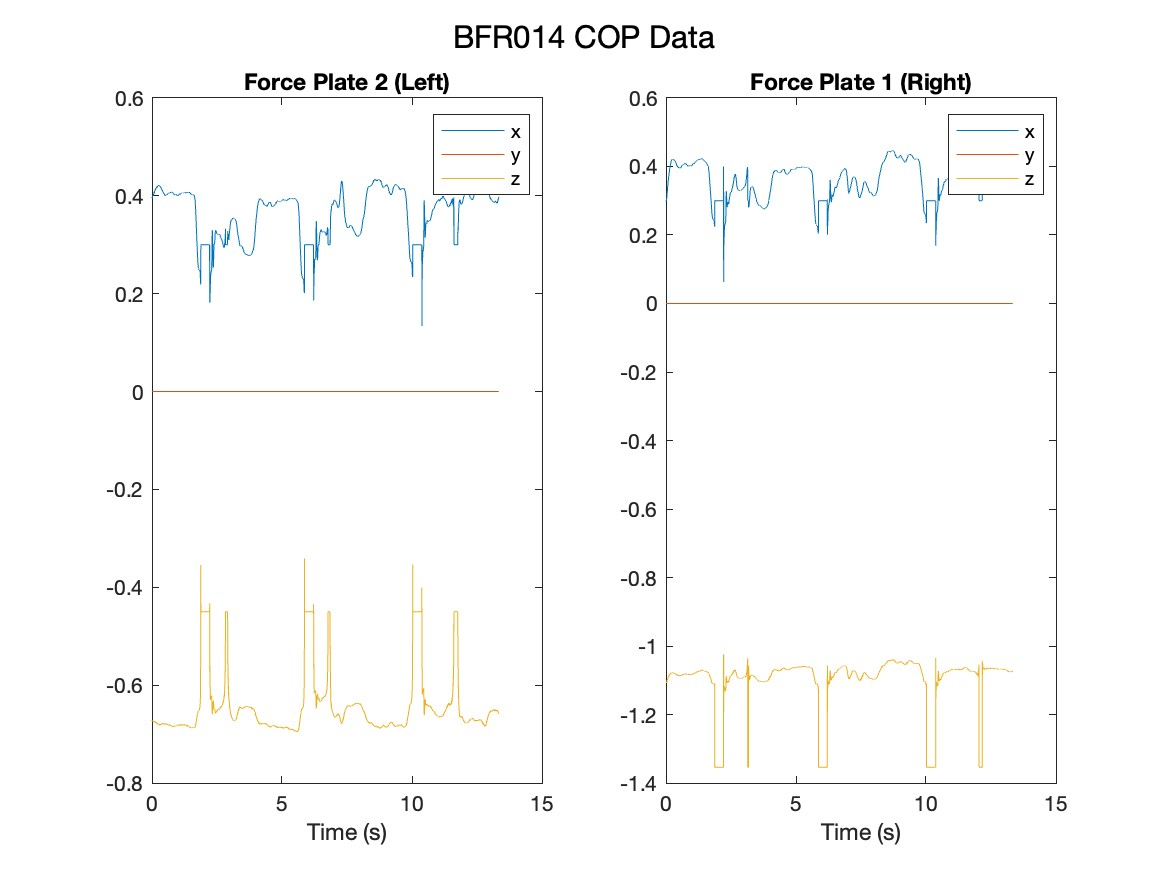 BFR014 COP Data
Force Plate 2 (Left)
0.6
0.4
0.2
0
-0.2
-0.4
-0.6
-0.8
0
5
10
15
Time (s)
x
y
z
Force Plate 1 (Right)
0.6
0.4
0.2
0
-0.2
-0.4
-0.6
-0.8
-1
-1.2
-1.4
0
5
10
15
Time (s)
x
y
z